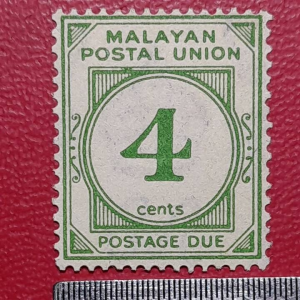 MALAYAN
POSTAL UNION
4
cents
POSTAGE DUE